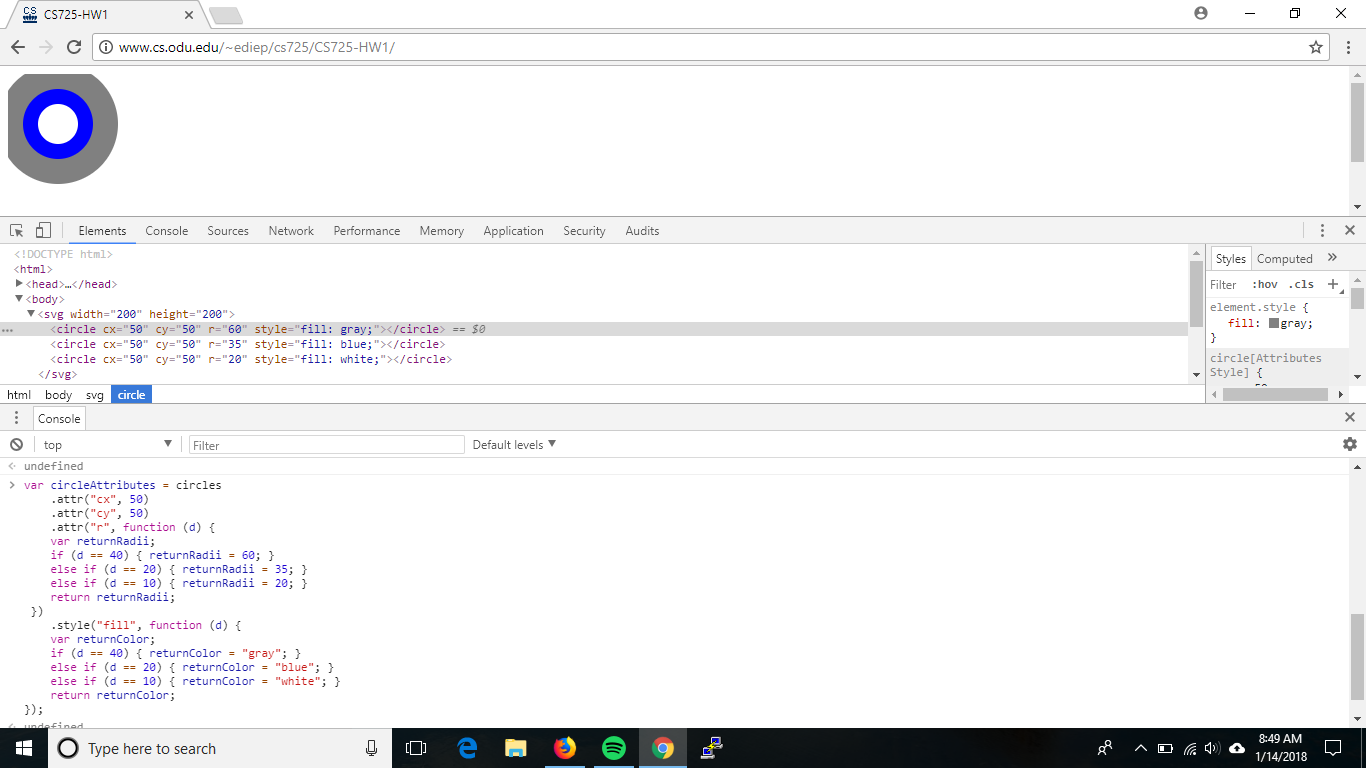 CS725-HW1
www.cs.odu.edu/~ediep/cs725/CS725-HW1/
Elements Console Sources Network Performance Memory Application Security Audits
<!DOCTYPE html>
<html>
<head>…</head>
<body>
<svg width="200" height="200">
<circle cx="50" cy="50" r="60" style="fill: gray;"></circle> == $0
<circle cx="50" cy="50" r="35" style="fill: blue;"></circle>
<circle cx="50" cy="50" r="20" style="fill: white;"></circle>
</svg>
html body svg circle
Styles Computed »
Filter :hov .cls +
element.style {
fill: gray;
}
circle[Attributes
Style] {
Console
top Filter Default levels
undefined
> var circleAttributes = circles
.attr("cx", 50)
.attr("cy", 50)
.attr("r", function (d) {
var returnRadii;
if (d == 40) { returnRadii = 60; }
else if (d == 20) { returnRadii = 35; }
else if (d == 10) { returnRadii = 20; }
return returnRadii;
})
.style("fill", function (d) {
var returnColor;
if (d == 40) { returnColor = "gray"; }
else if (d == 20) { returnColor = "blue"; }
else if (d == 10) { returnColor = "white"; }
return returnColor;
});
undefined
Type here to search
8:49 AM
1/14/2018